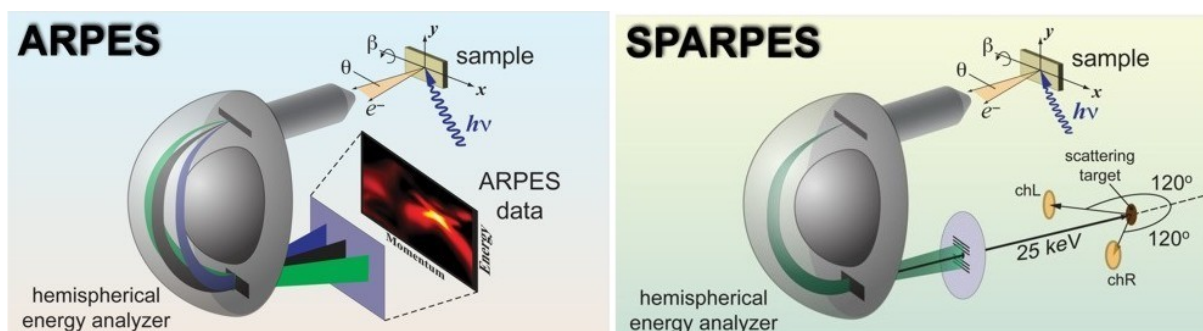 ARPES
y
β
sample
θ
x
e⁻
hν
ARPES
data
Momentum
Energy
hemispherical
energy analyzer
SPARPES
y
β
sample
θ
x
e⁻
hν
scattering
target
chL
120°
25 keV
120°
chR
hemispherical
energy analyzer